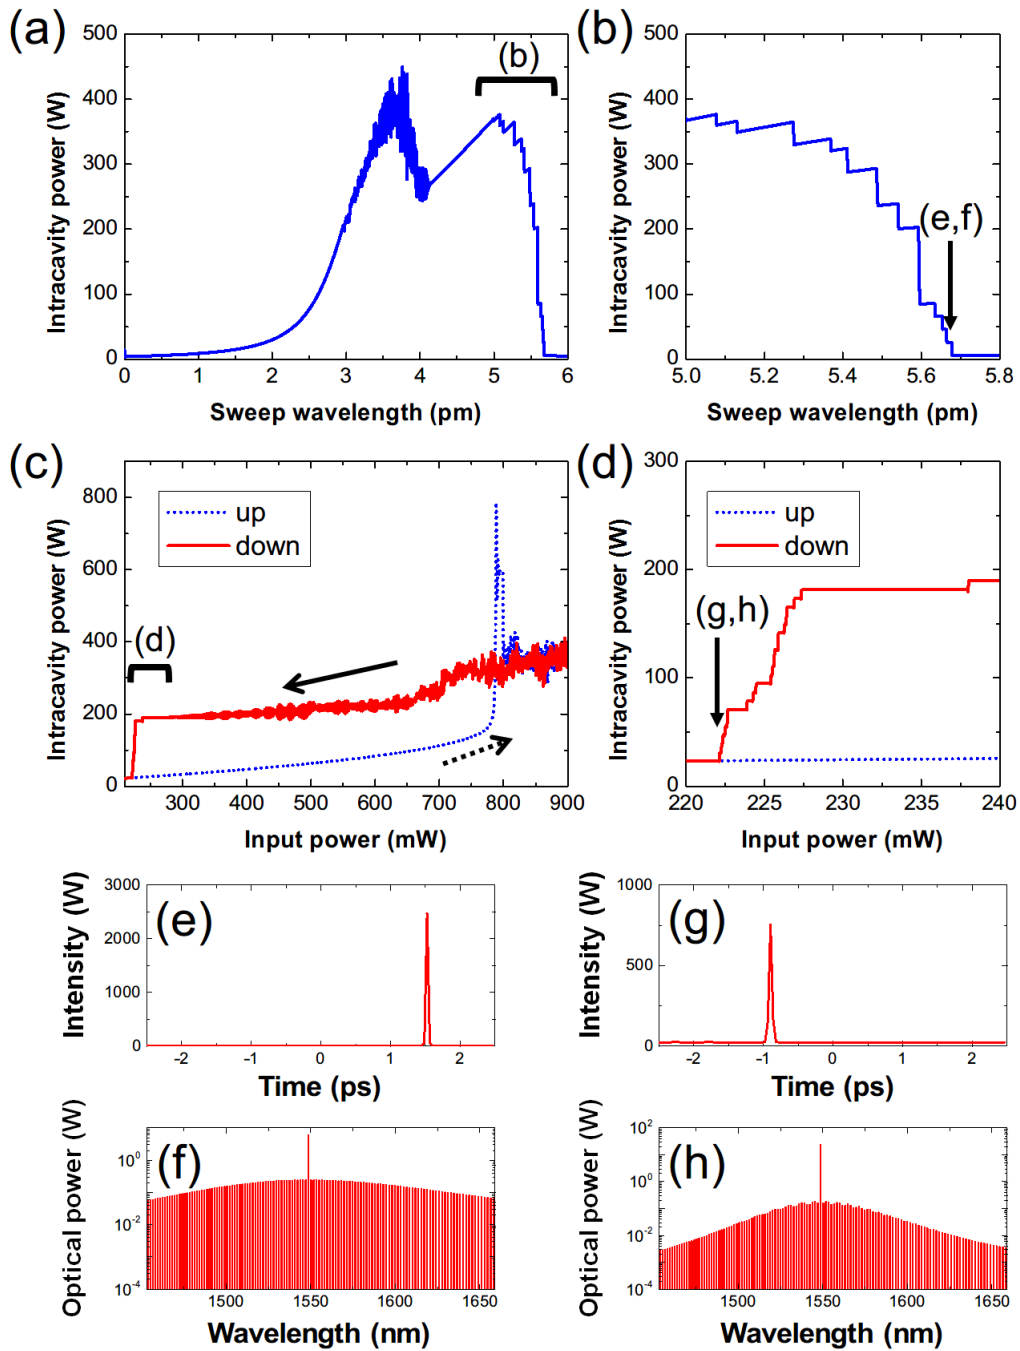 (a)
500
400
300
200
100
0
Intracavity power (W)
(b)
0 1 2 3 4 5 6
Sweep wavelength (pm)
(b)
500
400
300
200
100
0
Intracavity power (W)
(e,f)
5.0 5.2 5.4 5.6 5.8
Sweep wavelength (pm)
(c)
800
600
400
200
0
Intracavity power (W)
up
down
(d)
300 400 500 600 700 800 900
Input power (mW)
(d)
300
200
100
0
Intracavity power (W)
up
down
(g,h)
220 225 230 235 240
Input power (mW)
(e)
3000
2000
1000
0
Intensity (W)
-2 -1 0 1 2
Time (ps)
(g)
1000
500
0
Intensity (W)
-2 -1 0 1 2
Time (ps)
(f)
10^0
10^-2
10^-4
Optical power (W)
1500 1550 1600 1650
Wavelength (nm)
(h)
10^2
10^0
10^-2
10^-4
Optical power (W)
1500 1550 1600 1650
Wavelength (nm)